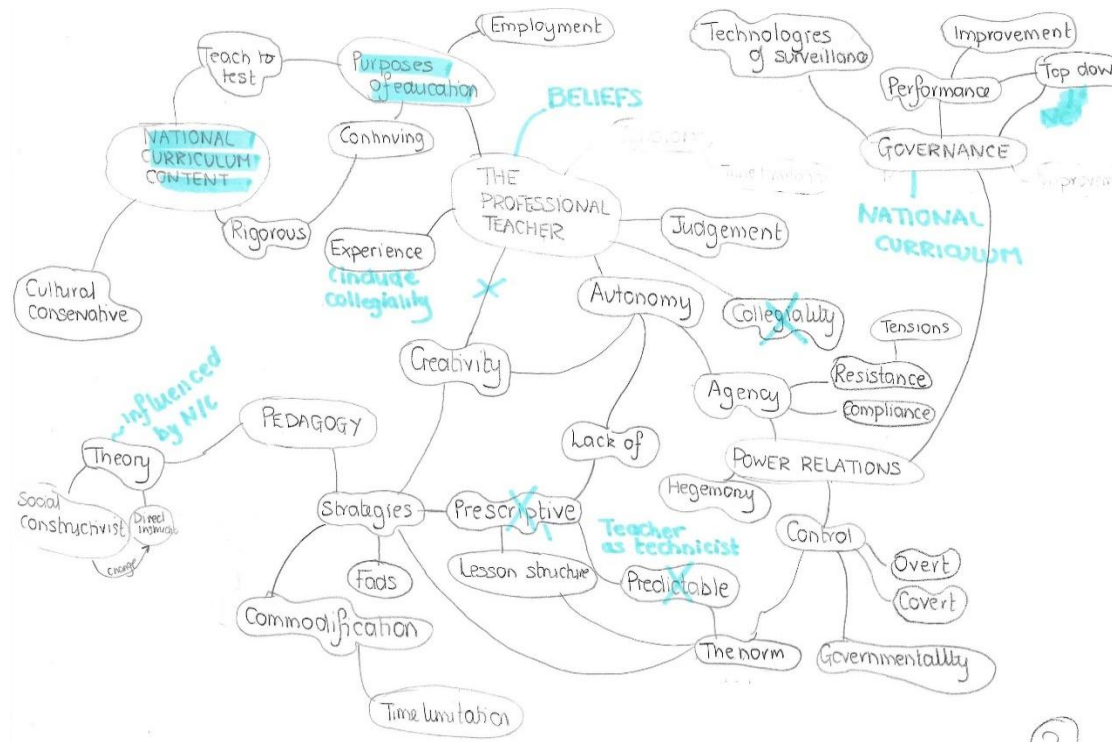 Employment
Technologies
of surveillance
Improvement
Teach to
test
Purposes
of education
Performance
Top down
BELIEFS
NATIONAL
CURRICULUM
CONTENT
GOVERNANCE
THE
PROFESSIONAL
TEACHER
Rigorous
Experience
(include
collegiality
Judgement
NATIONAL
CURRICULUM
Cultural
conservative
Autonomy
Collegiality
Tensions
Creativity
Agency
Resistance
Compliance
~influenced
by N/C
PEDAGOGY
Theory
Lack of
POWER RELATIONS
Hegemony
Social
Constructivist
Direct
change
Strategies
Prescriptive
Teacher
as technicist
Control
Lesson structure
Predictable
Overt
Fads
Covert
Commodification
The norm
Governmentality
Time limitation